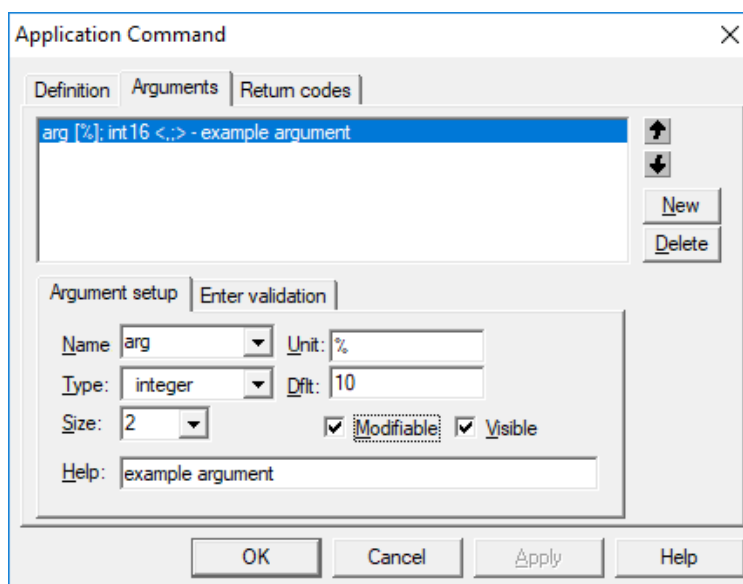 Application Command
Definition Arguments Return codes
arg [%]; int16 <,;> - example argument
New
Delete
Argument setup Enter validation
Name arg Unit: %
Type: integer Dflt: 10
Size: 2 Modifiable Visible
Help: example argument
OK Cancel Apply Help